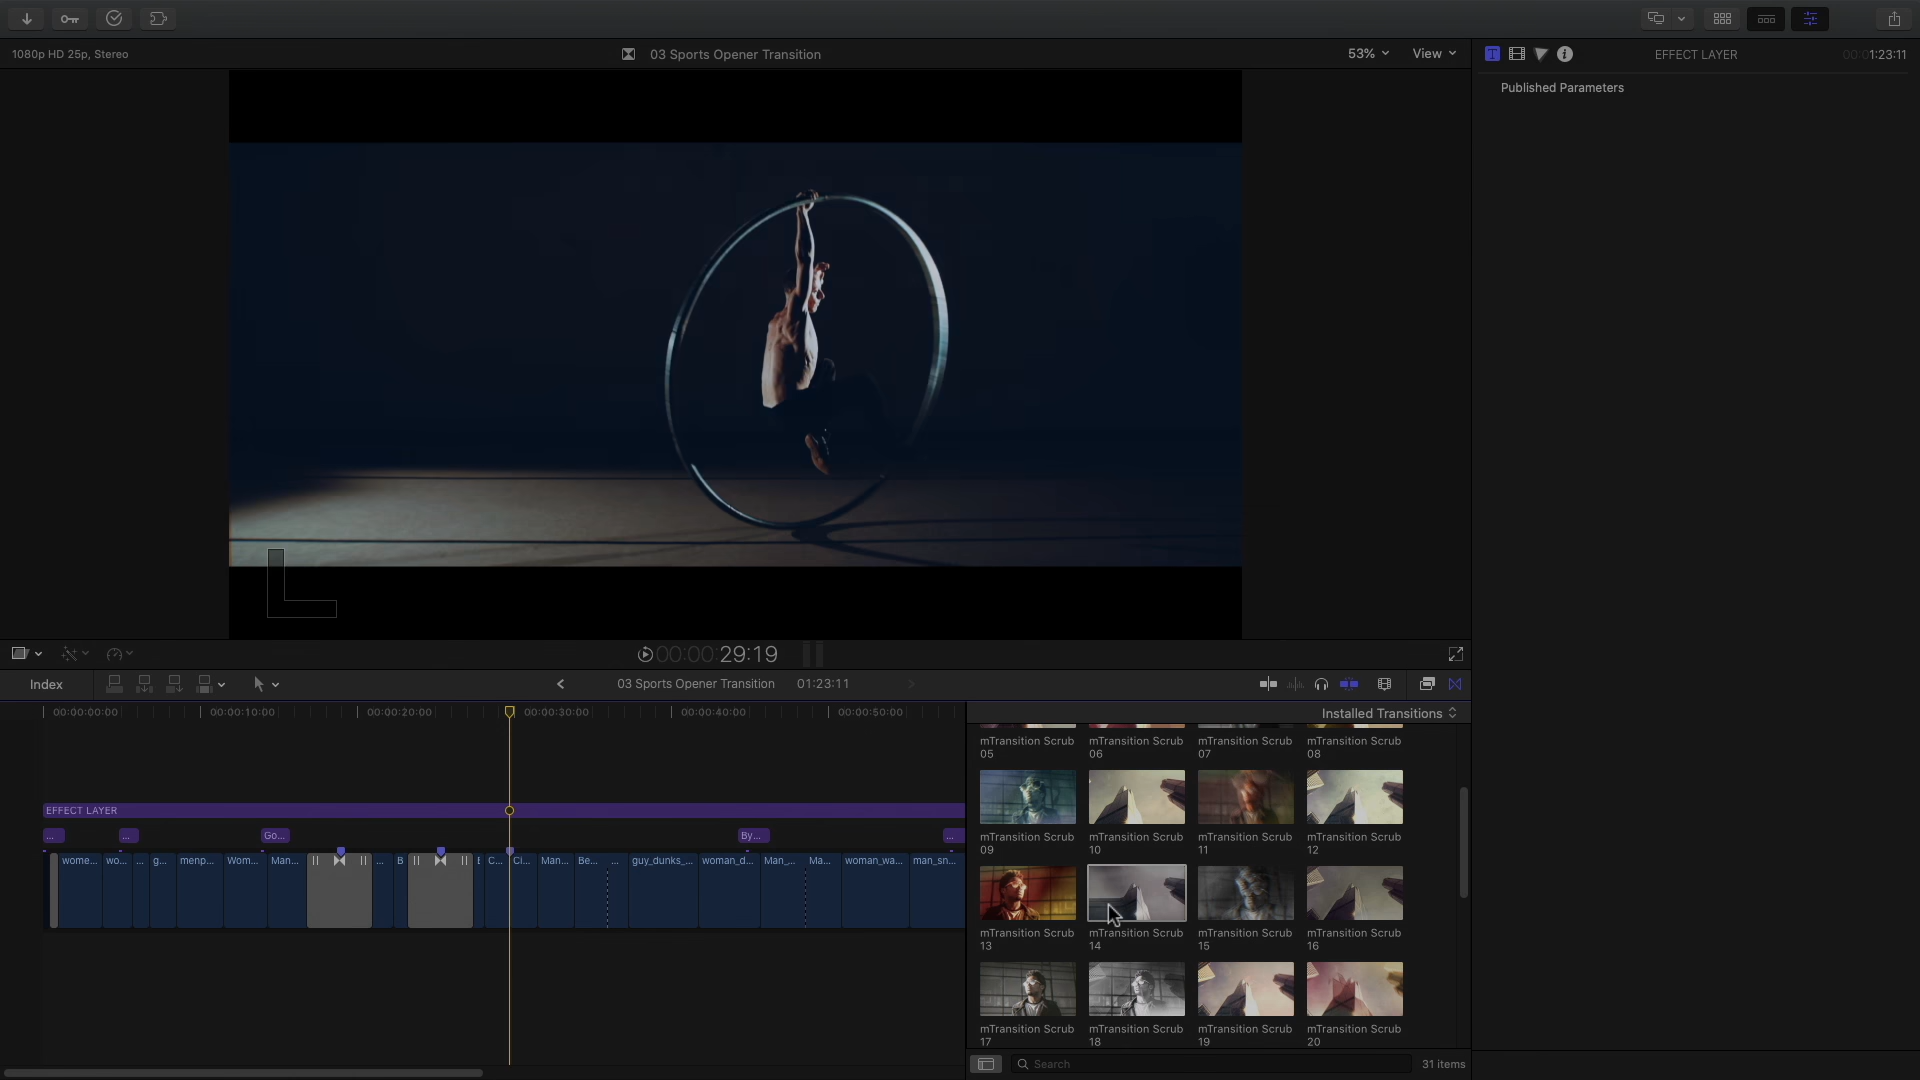 1080p HD 25p, Stereo
03 Sports Opener Transition
53%
View
EFFECT LAYER
00:01:23:11
Published Parameters
00:00:29:19
Index
03 Sports Opener Transition
01:23:11
00:00:00:00
00:00:10:00
00:00:20:00
00:00:30:00
00:00:40:00
00:00:50:00
Installed Transitions
EFFECT LAYER
...
...
Go...
By...
...
wome...
wo...
...
g...
menp...
Wom...
Man...
...
B
C...
Cl...
Man...
Be...
...
guy_dunks_...
woman_d...
Man_...
Ma...
woman_wa...
man_sn...
mTransition Scrub 05
mTransition Scrub 06
mTransition Scrub 07
mTransition Scrub 08
mTransition Scrub 09
mTransition Scrub 10
mTransition Scrub 11
mTransition Scrub 12
mTransition Scrub 13
mTransition Scrub 14
mTransition Scrub 15
mTransition Scrub 16
mTransition Scrub 17
mTransition Scrub 18
mTransition Scrub 19
mTransition Scrub 20
Search
31 items